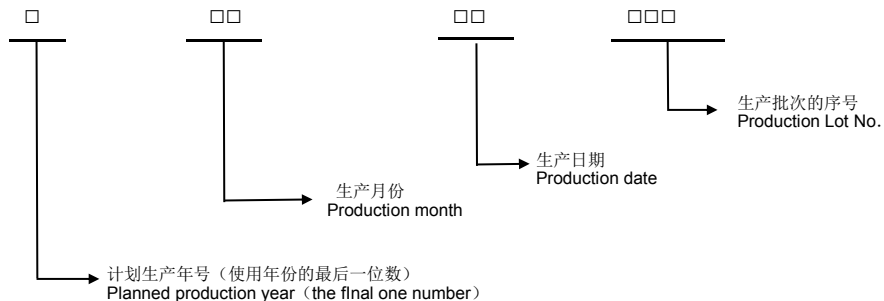 □ □□ □□ □□□
生产批次的序号
Production Lot No.
生产日期
Production date
生产月份
Production month
计划生产年号（使用年份的最后一位数）
Planned production year（the flnal one number）